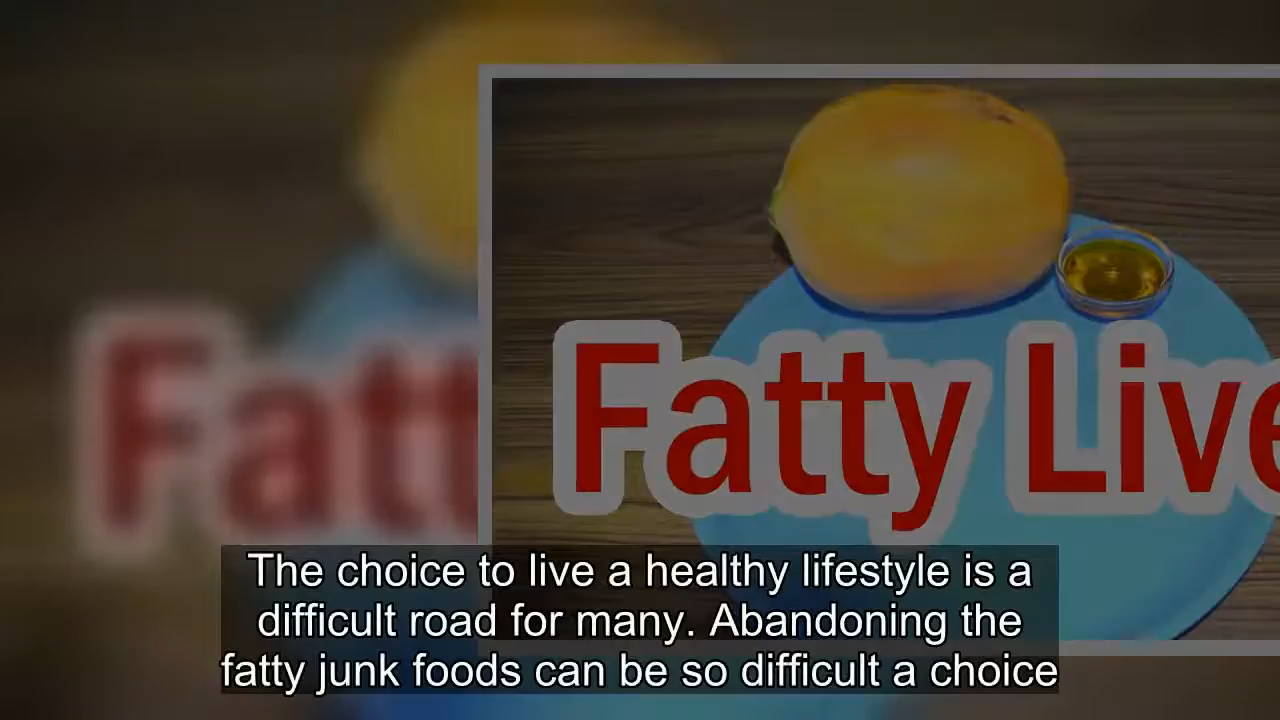 Fatty Live
Fatt
The choice to live a healthy lifestyle is a
difficult road for many. Abandoning the
fatty junk foods can be so difficult a choice